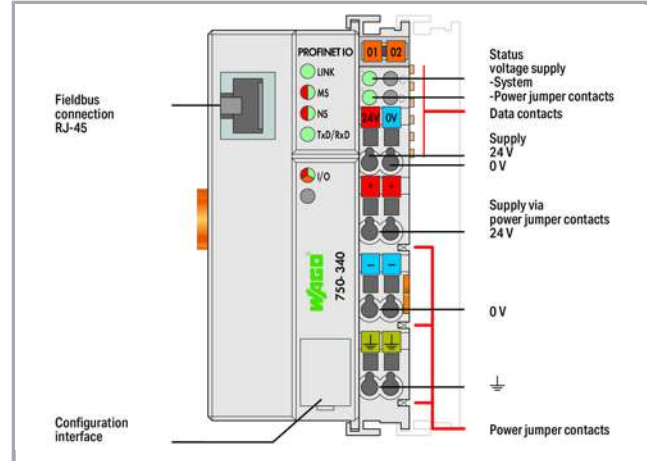 PROFINET IO
LINK
MS
NS
TxD/RxD
I/O
WAGO
750-340
01 02
24V 0V
+ +
− −
Fieldbus
connection
RJ-45
Configuration
interface
Status
voltage supply
-System
-Power jumper contacts
Data contacts
Supply
24 V
0 V
Supply via
power jumper contacts
24 V
0 V
Power jumper contacts